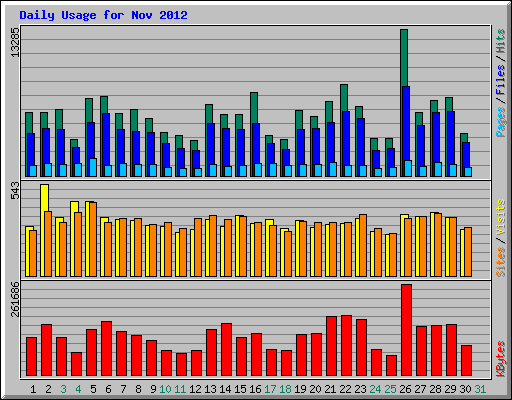 Daily Usage for Nov 2012
13285
Pages / Files / Hits
543
Sites / Visits
261686
KBytes
1 2 3 4 5 6 7 8 9 10 11 12 13 14 15 16 17 18 19 20 21 22 23 24 25 26 27 28 29 30 31